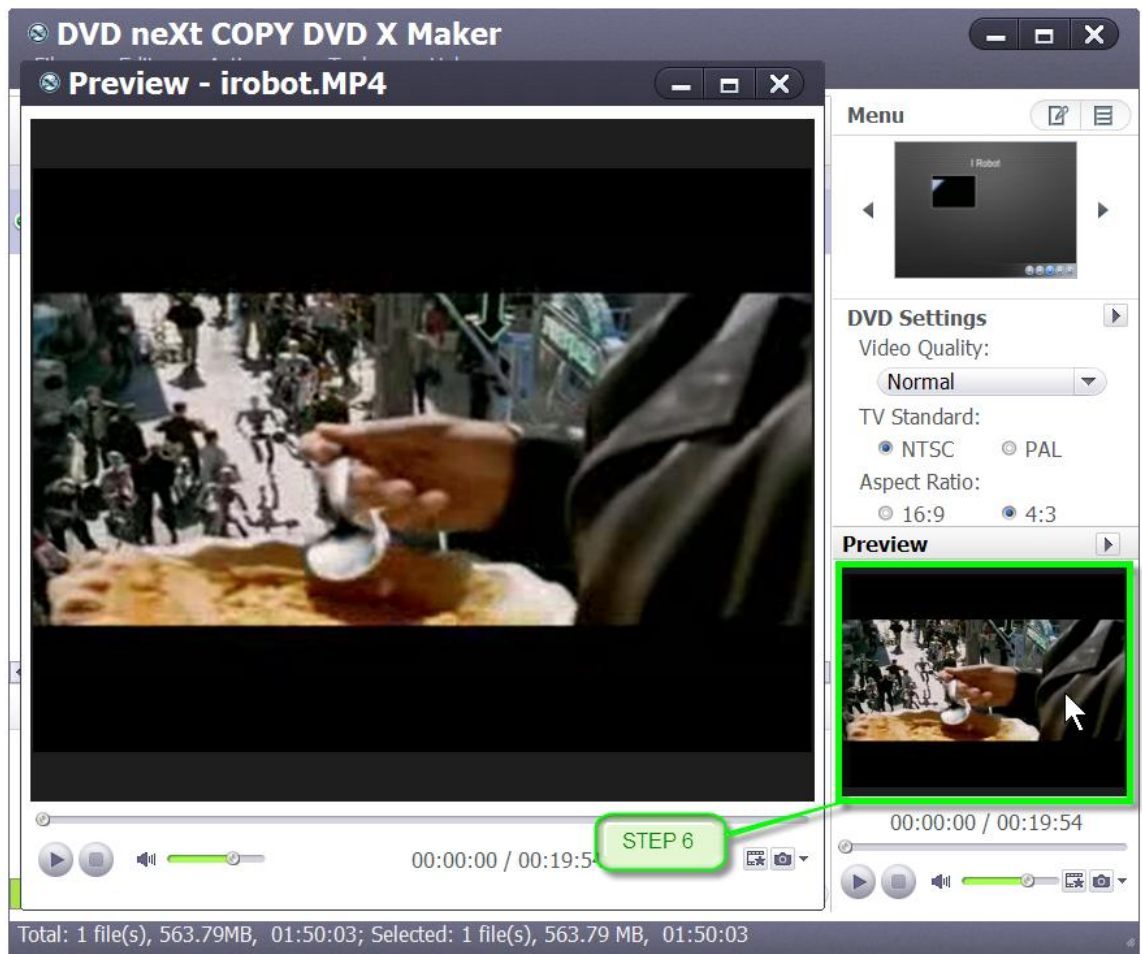 DVD neXt COPY DVD X Maker
Preview - irobot.MP4
Menu
I Robot
DVD Settings
Video Quality:
Normal
TV Standard:
NTSC PAL
Aspect Ratio:
16:9 4:3
Preview
STEP 6
00:00:00 / 00:19:54
00:00:00 / 00:19:54
Total: 1 file(s), 563.79MB, 01:50:03; Selected: 1 file(s), 563.79 MB, 01:50:03